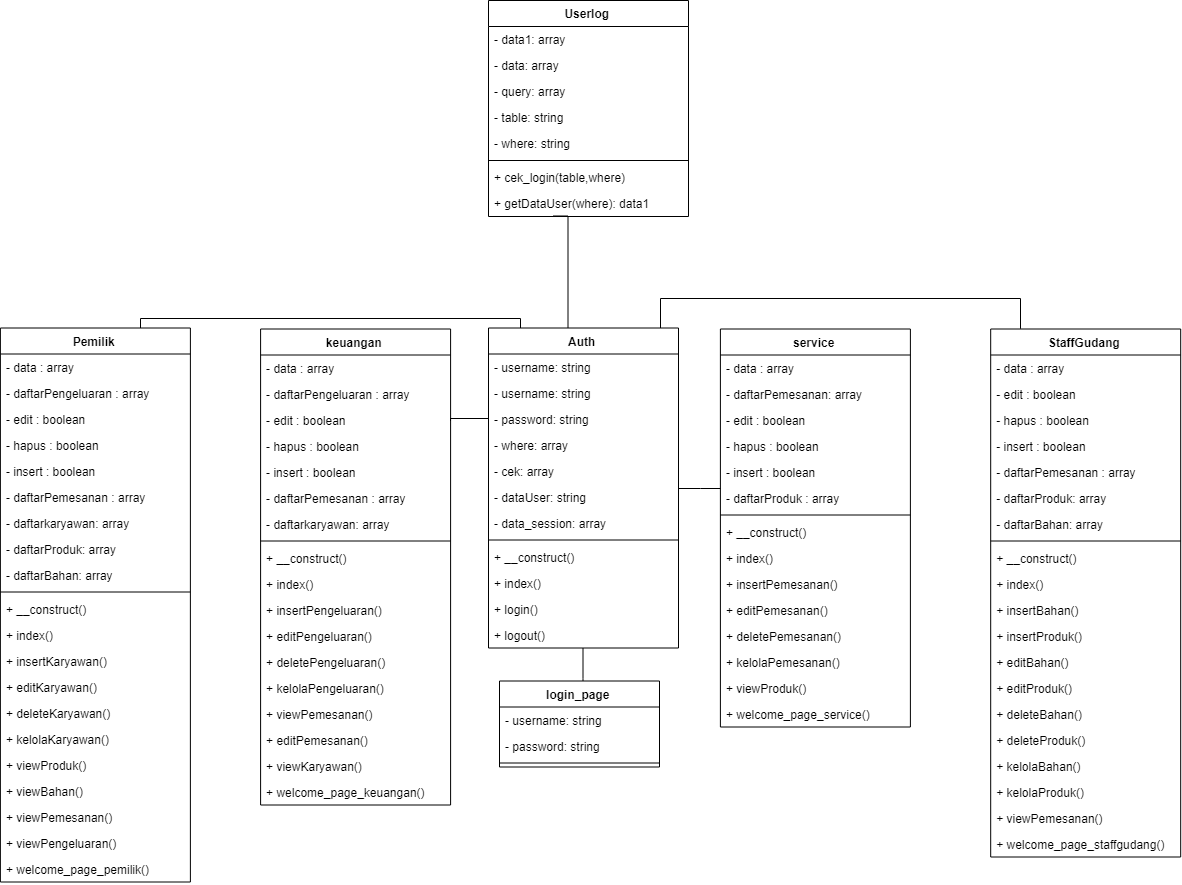 Userlog
- data1: array
- data: array
- query: array
- table: string
- where: string
+ cek_login(table,where)
+ getDataUser(where): data1
Pemilik
- data : array
- daftarPengeluaran : array
- edit : boolean
- hapus : boolean
- insert : boolean
- daftarPemesanan : array
- daftarkaryawan: array
- daftarProduk: array
- daftarBahan: array
+ __construct()
+ index()
+ insertKaryawan()
+ editKaryawan()
+ deleteKaryawan()
+ kelolaKaryawan()
+ viewProduk()
+ viewBahan()
+ viewPemesanan()
+ viewPengeluaran()
+ welcome_page_pemilik()
keuangan
- data : array
- daftarPengeluaran : array
- edit : boolean
- hapus : boolean
- insert : boolean
- daftarPemesanan : array
- daftarkaryawan: array
+ __construct()
+ index()
+ insertPengeluaran()
+ editPengeluaran()
+ deletePengeluaran()
+ kelolaPengeluaran()
+ viewPemesanan()
+ editPemesanan()
+ viewKaryawan()
+ welcome_page_keuangan()
Auth
- username: string
- username: string
- password: string
- where: array
- cek: array
- dataUser: string
- data_session: array
+ __construct()
+ index()
+ login()
+ logout()
login_page
- username: string
- password: string
service
- data : array
- daftarPemesanan: array
- edit : boolean
- hapus : boolean
- insert : boolean
- daftarProduk : array
+ __construct()
+ index()
+ insertPemesanan()
+ editPemesanan()
+ deletePemesanan()
+ kelolaPemesanan()
+ viewProduk()
+ welcome_page_service()
StaffGudang
- data : array
- edit : boolean
- hapus : boolean
- insert : boolean
- daftarPemesanan : array
- daftarProduk: array
- daftarBahan: array
+ __construct()
+ index()
+ insertBahan()
+ insertProduk()
+ editBahan()
+ editProduk()
+ deleteBahan()
+ deleteProduk()
+ kelolaBahan()
+ kelolaProduk()
+ viewPemesanan()
+ welcome_page_staffgudang()